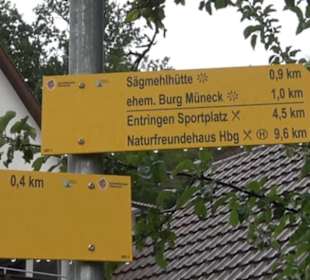 Sägmehlhütte 0,9 km
ehem. Burg Müneck 1,0 km
Entringen Sportplatz 4,5 km
Naturfreundehaus Hbg H 9,6 km
0,4 km